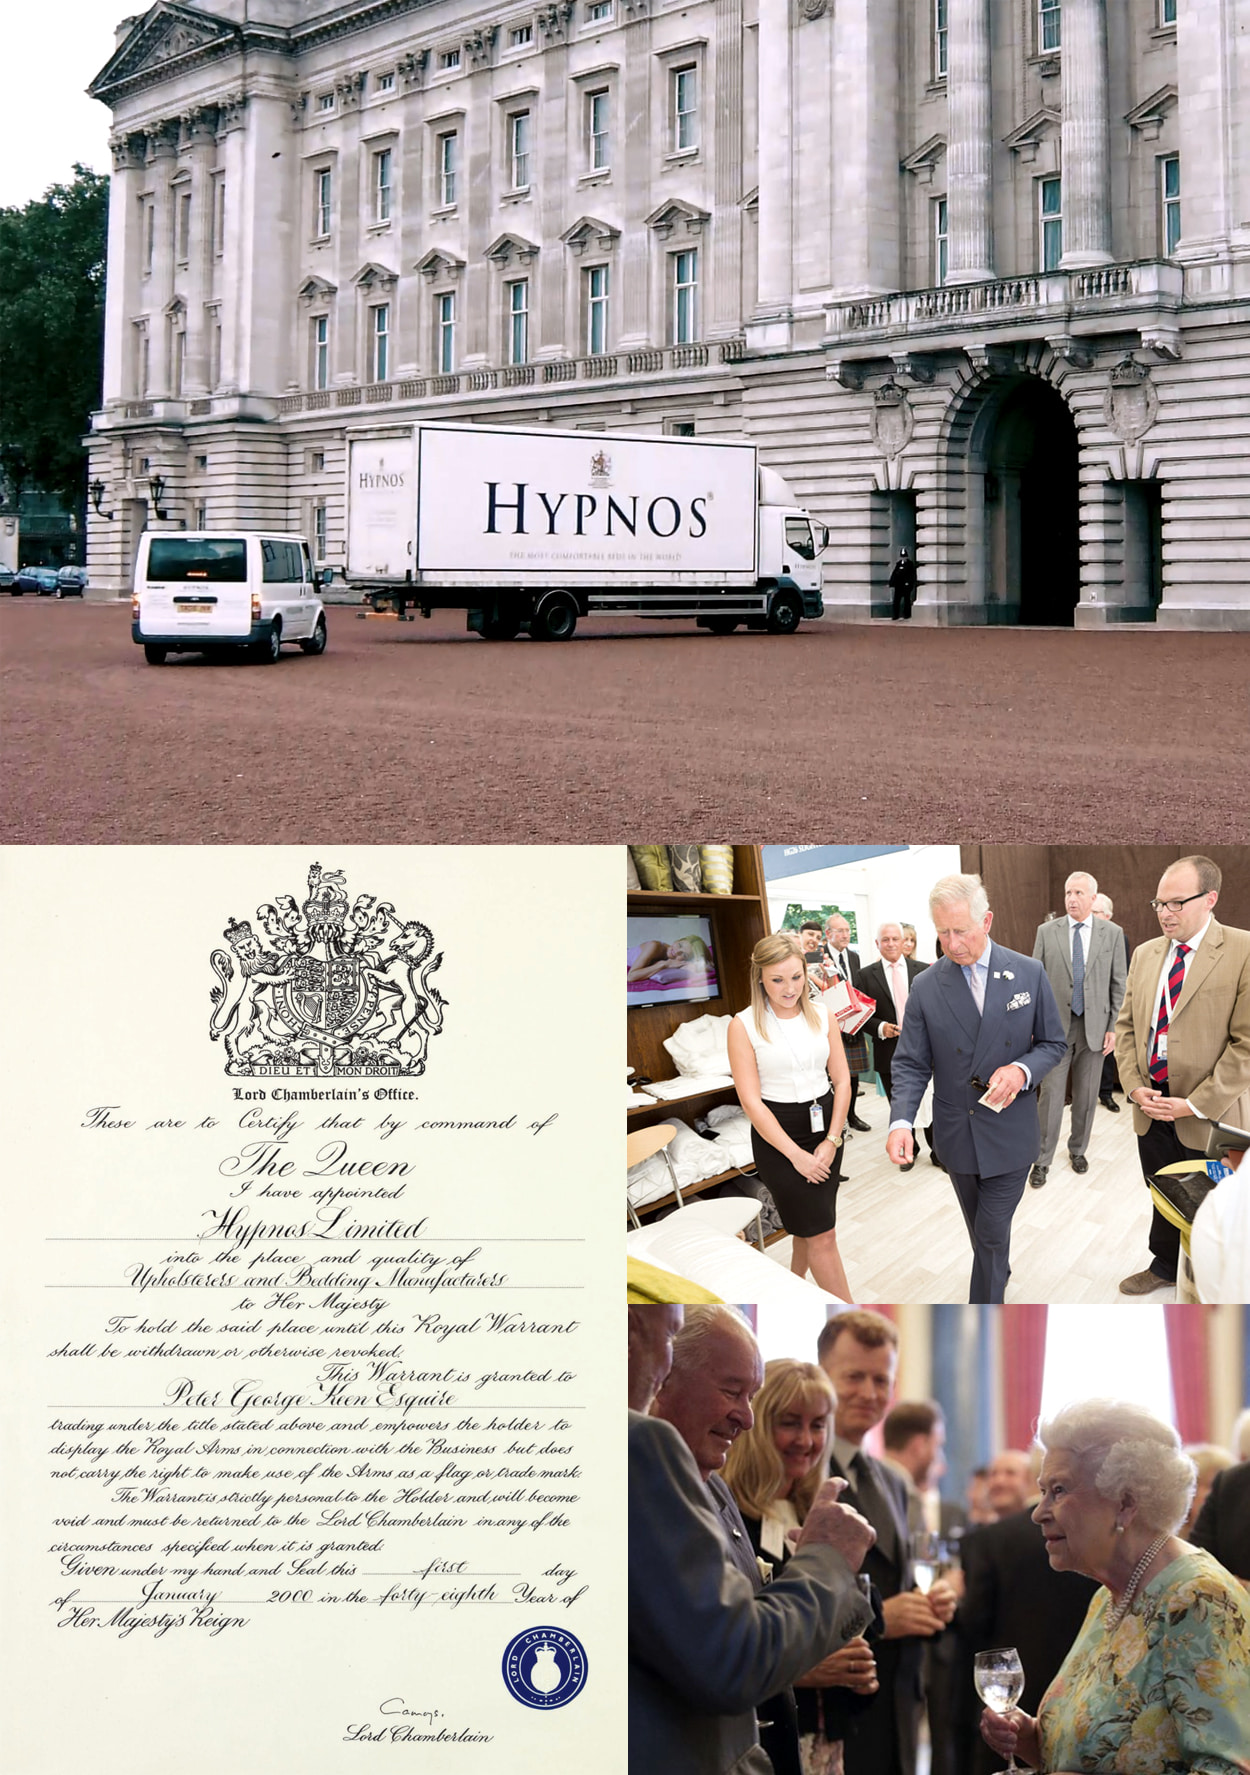 HYPNOS
HYPNOS
THE MOST COMFORTABLE BEDS IN THE WORLD
HYPNOS
DIEU ET MON DROIT
Lord Chamberlain's Office.
These are to Certify that by command of
The Queen
I have appointed
Hypnos Limited
into the place and quality of
Upholsterers and Bedding Manufacturers
to Her Majesty
To hold the said place until this Royal Warrant
shall be withdrawn or otherwise revoked.
This Warrant is granted to
Peter George Keen Esquire
trading under the title stated above and empowers the holder to
display the Royal Arms in connection with the Business but does
not carry the right to make use of the Arms as a flag or trade mark.
The Warrant is strictly personal to the Holder and will become
void and must be returned to the Lord Chamberlain in any of the
circumstances specified when it is granted.
Given under my hand and Seal this first day
of January 2000 in the forty-eighth Year of
Her Majesty's Reign
LORD CHAMBERLAIN
Camoys.
Lord Chamberlain